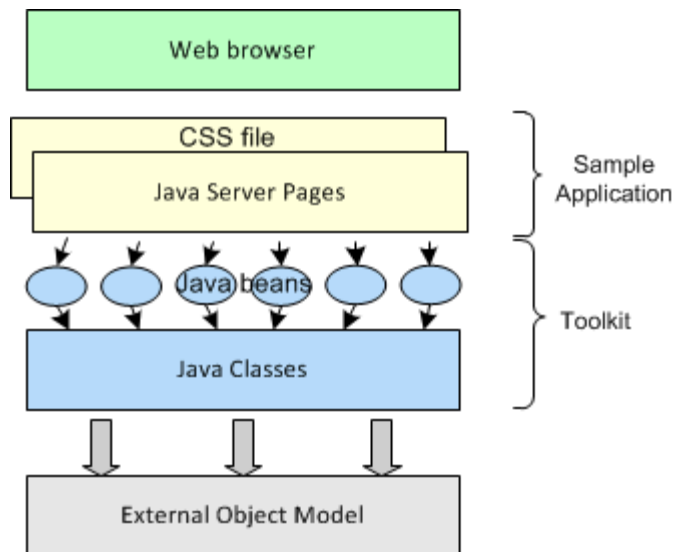 Web browser
CSS file
Java Server Pages
Sample
Application
Java beans
Toolkit
Java Classes
External Object Model